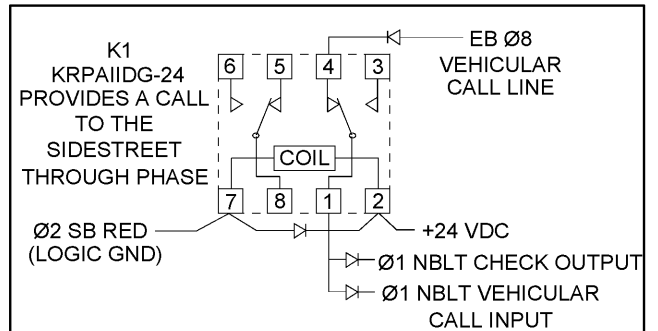 K1
KRPAIIDG-24
PROVIDES A CALL
TO THE
SIDESTREET
THROUGH PHASE
EB Ø8
VEHICULAR
CALL LINE
6 5 4 3
COIL
7 8 1 2
Ø2 SB RED
(LOGIC GND)
+24 VDC
Ø1 NBLT CHECK OUTPUT
Ø1 NBLT VEHICULAR
CALL INPUT